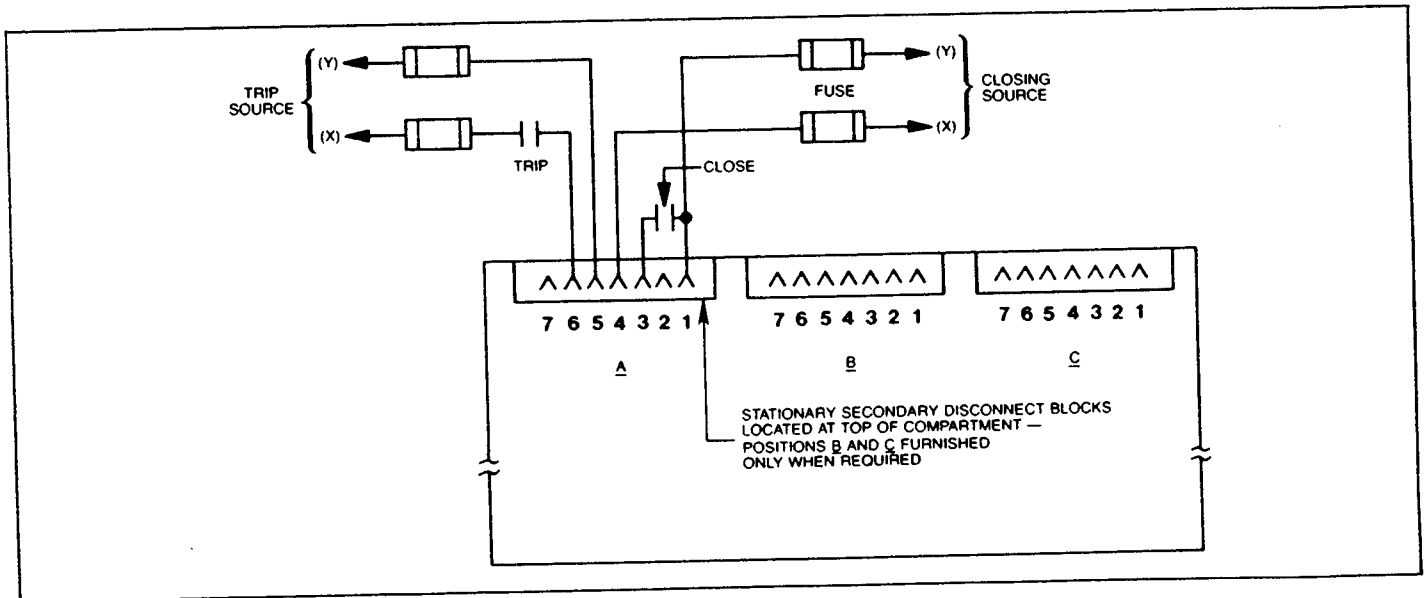 (Y)
(Y)
TRIP
SOURCE
FUSE
CLOSING
SOURCE
(X)
(X)
TRIP
CLOSE
7 6 5 4 3 2 1
7 6 5 4 3 2 1
7 6 5 4 3 2 1
A
B
C
STATIONARY SECONDARY DISCONNECT BLOCKS
LOCATED AT TOP OF COMPARTMENT —
POSITIONS B AND C FURNISHED
ONLY WHEN REQUIRED